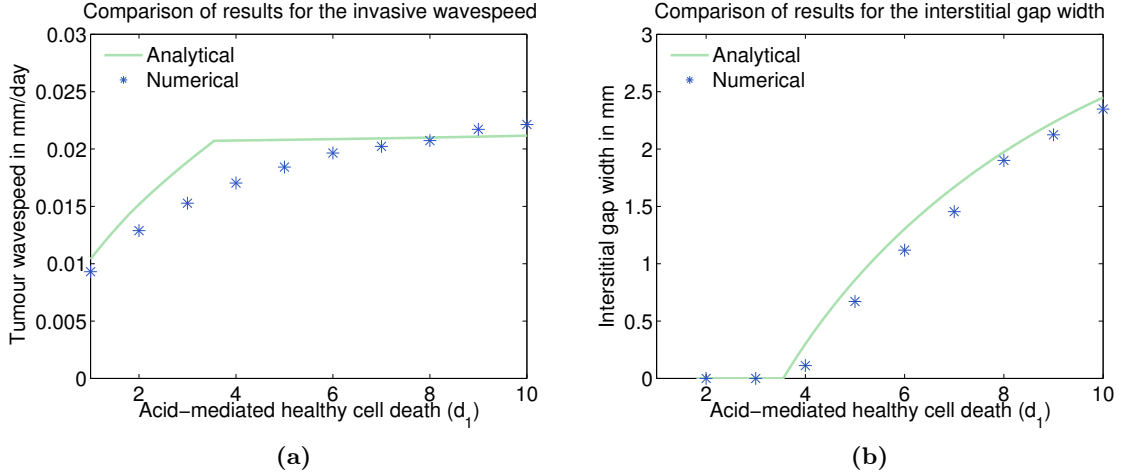 Comparison of results for the invasive wavespeed
0.03
0.025
0.02
0.015
0.01
0.005
0
Tumour wavespeed in mm/day
Analytical
Numerical
2 4 6 8 10
Acid−mediated healthy cell death (d_1)
(a)
Comparison of results for the interstitial gap width
3
2.5
2
1.5
1
0.5
0
Interstitial gap width in mm
Analytical
Numerical
2 4 6 8 10
Acid−mediated healthy cell death (d_1)
(b)